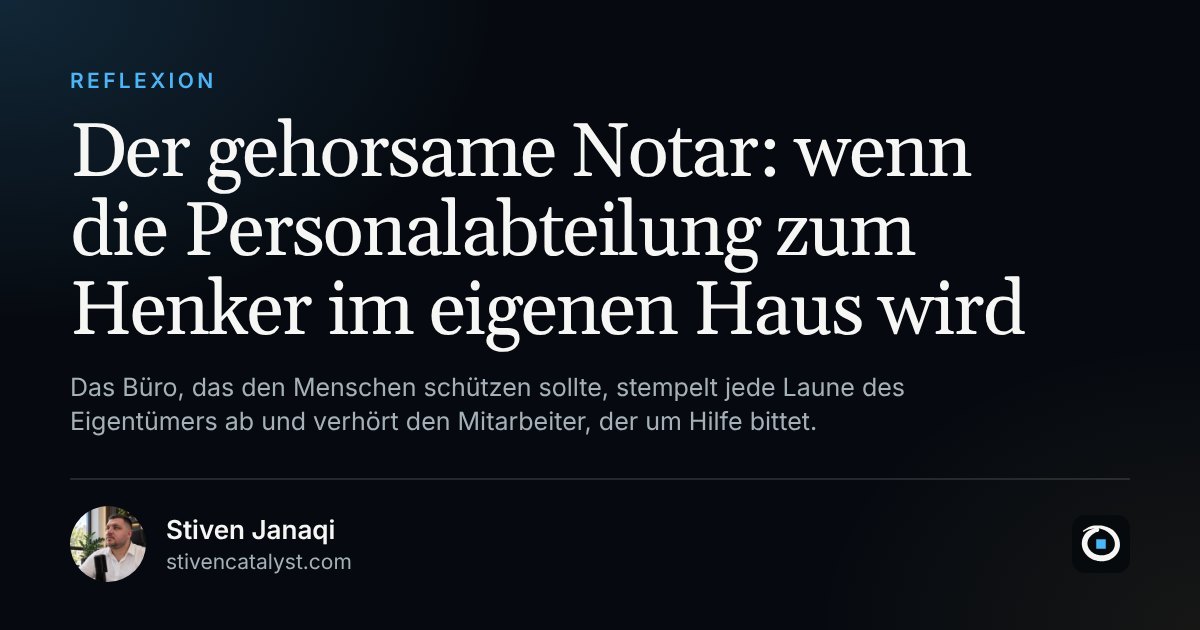 REFLEXION
Der gehorsame Notar: wenn
die Personalabteilung zum
Henker im eigenen Haus wird
Das Büro, das den Menschen schützen sollte, stempelt jede Laune des
Eigentümers ab und verhört den Mitarbeiter, der um Hilfe bittet.
Stiven Janaqi
stivencatalyst.com